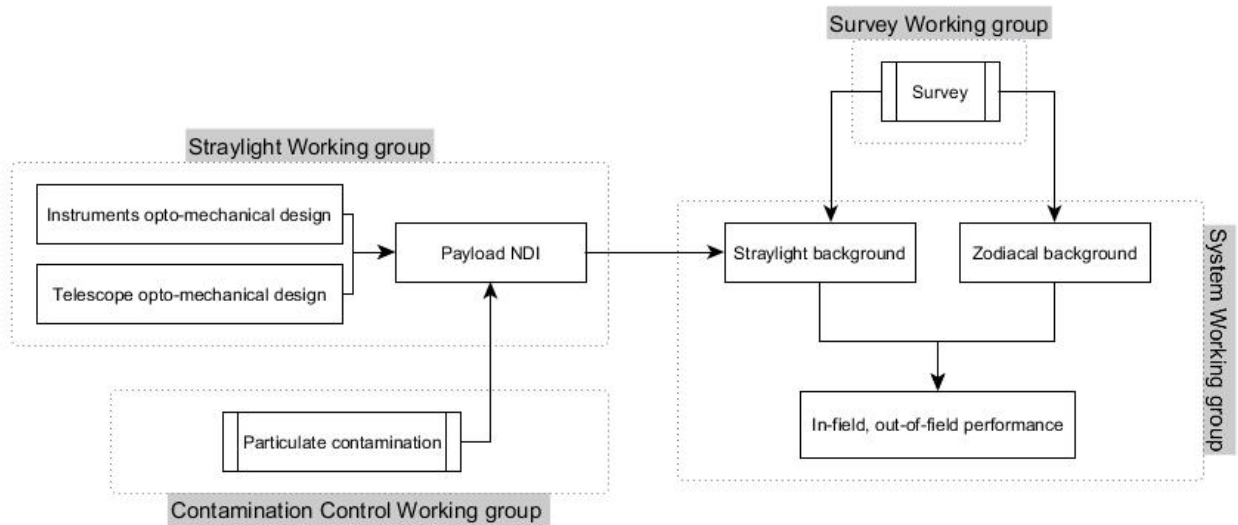 Survey Working group
Survey
Straylight Working group
Instruments opto-mechanical design
Telescope opto-mechanical design
Payload NDI
Straylight background
Zodiacal background
System Working group
In-field, out-of-field performance
Particulate contamination
Contamination Control Working group